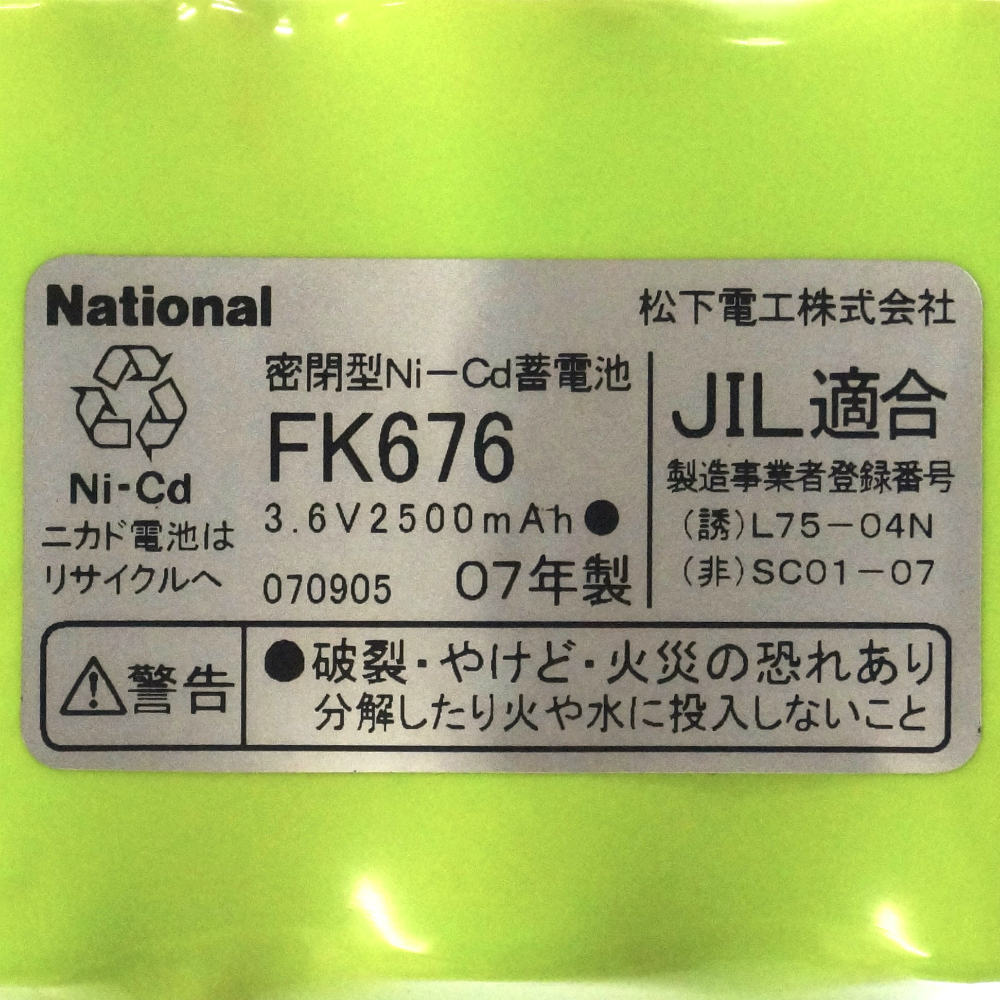 National
松下電工株式会社
Ni-Cd
ニカド電池は
リサイクルへ
密閉型Ni-Cd蓄電池
FK676
3.6V2500mAh●
070905 07年製
JIL適合
製造事業者登録番号
(誘)L75-04N
(非)SC01-07
警告
●破裂・やけど・火災の恐れあり
分解したり火や水に投入しないこと